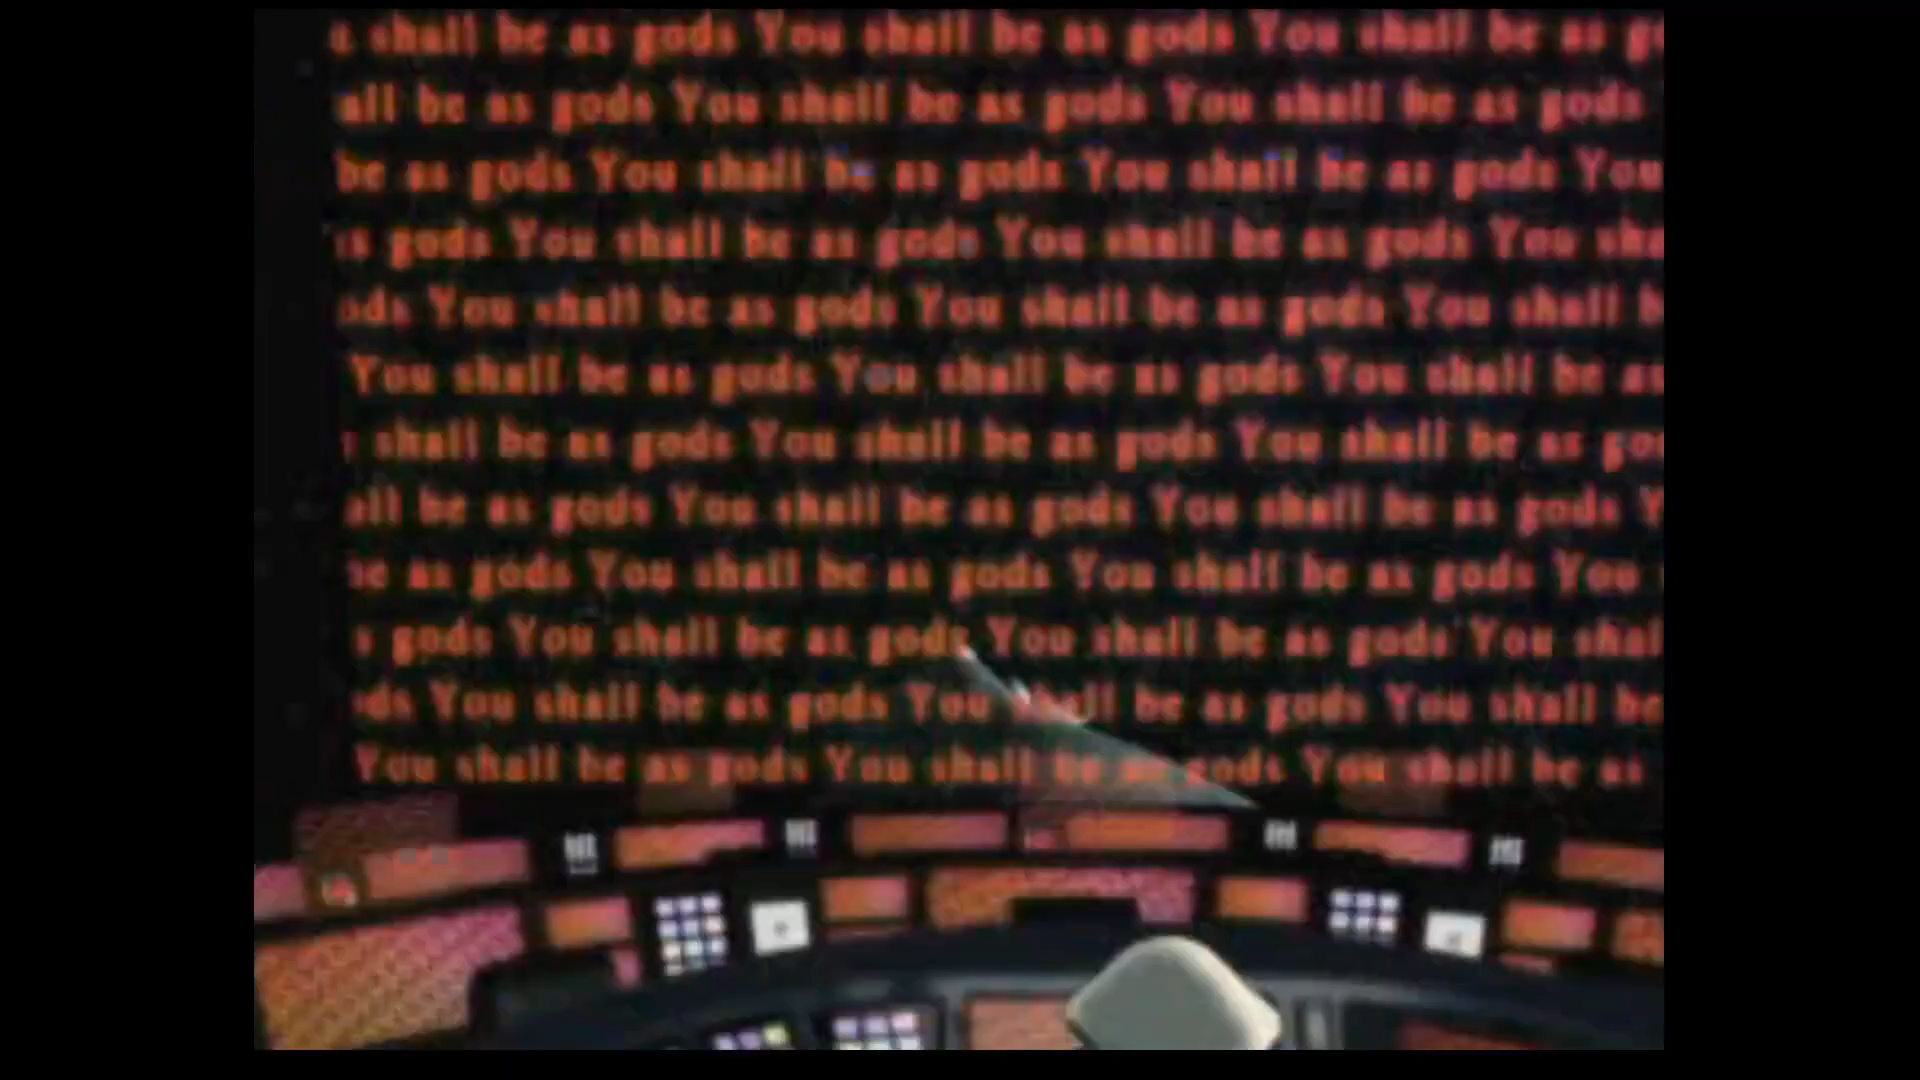 shall be as gods You shall be as gods You shall be as
all be as gods You shall be as gods You shall be as gods
be as gods You shall be as gods You shall be as gods You
gods You shall be as gods You shall be as gods You
You shall be as gods You shall be as gods You shall
You shall be as gods You shall be as gods You shall be as
shall be as gods You shall be as gods You shall be as
all be as gods You shall be as gods You shall be as gods
as gods You shall be as gods You shall be as gods You
gods You shall be as gods You shall be as gods You
You shall be as gods You shall be as gods You shall be
You shall be as gods You shall be as gods You shall be as